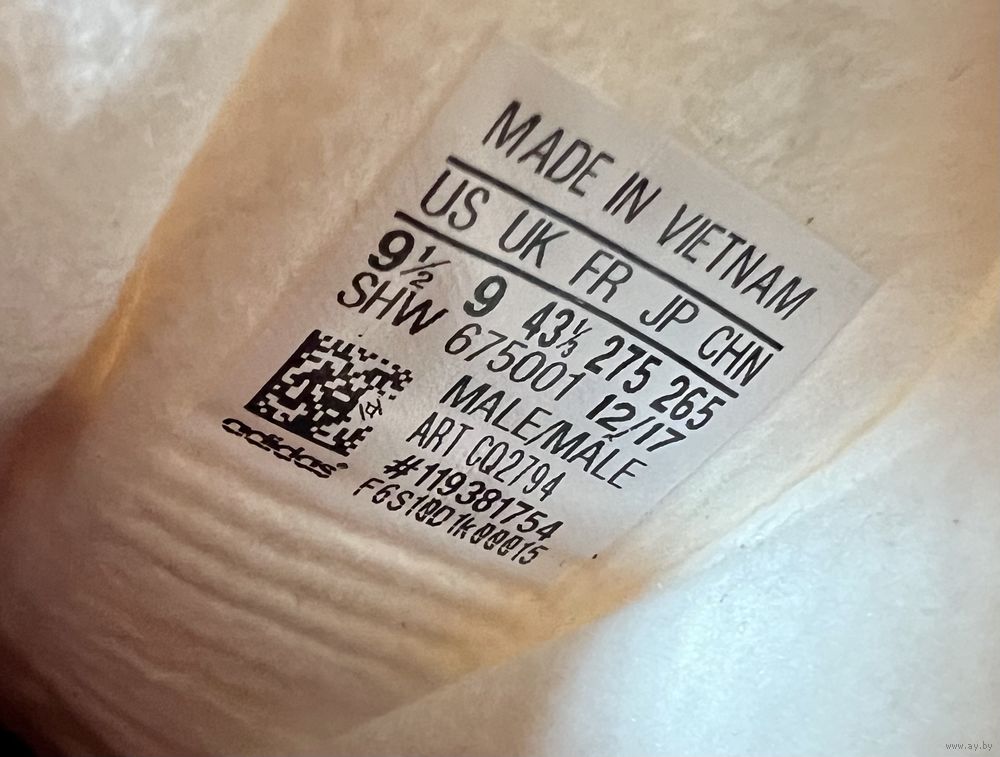 MADE IN VIETNAM
US UK FR JP CHN
9½ 9 43⅓ 275 265
SHW 675001 12/17
MALE/MÂLE
ART CQ2794
#119381754
adidas®
www.ay.by